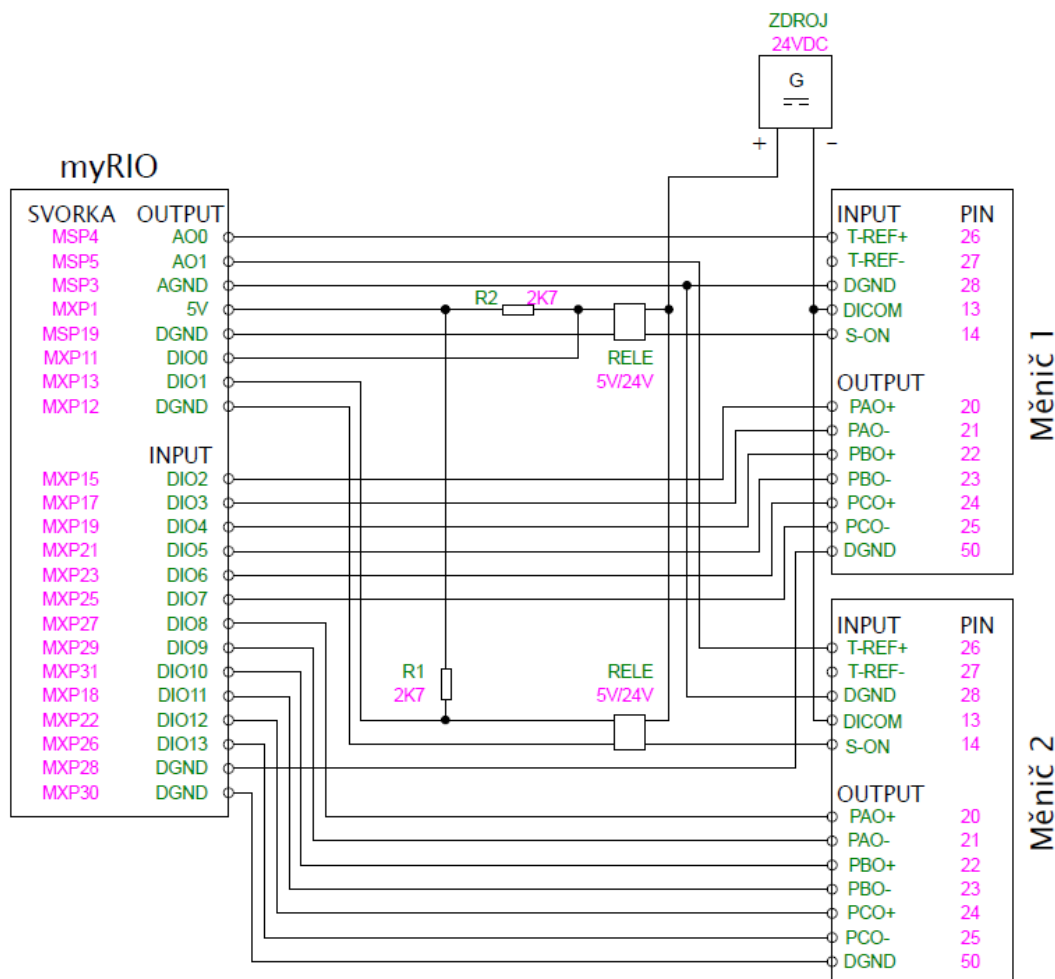 ZDROJ
24VDC
G
+ -
myRIO
SVORKA OUTPUT
MSP4 AO0
MSP5 AO1
MSP3 AGND
MXP1 5V
MSP19 DGND
MXP11 DIO0
MXP13 DIO1
MXP12 DGND
INPUT
MXP15 DIO2
MXP17 DIO3
MXP19 DIO4
MXP21 DIO5
MXP23 DIO6
MXP25 DIO7
MXP27 DIO8
MXP29 DIO9
MXP31 DIO10
MXP18 DIO11
MXP22 DIO12
MXP26 DIO13
MXP28 DGND
MXP30 DGND
R2 2K7
RELE
5V/24V
R1
2K7
RELE
5V/24V
INPUT PIN
T-REF+ 26
T-REF- 27
DGND 28
DICOM 13
S-ON 14
OUTPUT
PAO+ 20
PAO- 21
PBO+ 22
PBO- 23
PCO+ 24
PCO- 25
DGND 50
Měnič 1
INPUT PIN
T-REF+ 26
T-REF- 27
DGND 28
DICOM 13
S-ON 14
OUTPUT
PAO+ 20
PAO- 21
PBO+ 22
PBO- 23
PCO+ 24
PCO- 25
DGND 50
Měnič 2